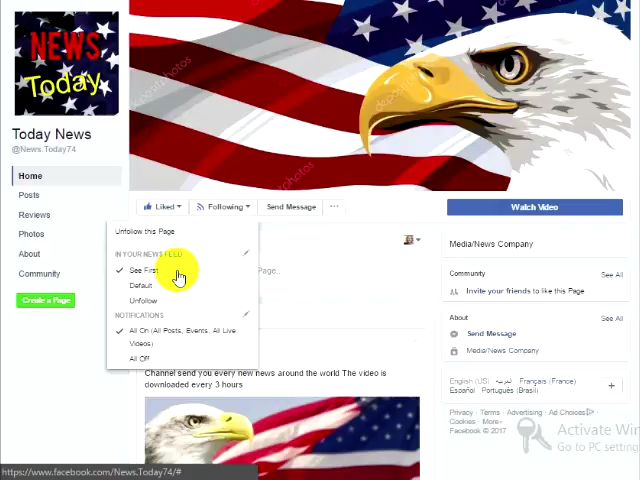 NEWS
Today
Today News
@News.Today74
Home
Posts
Reviews
Photos
About
Community
Create a Page
depositphotos
depositphotos
depositphotos
Liked
Following
Send Message
...
Watch Video
Unfollow this Page
IN YOUR NEWS FEED
See First
Default
Unfollow
NOTIFICATIONS
All On (All Posts, Events, All Live
Videos)
All Off
Page..
Channel send you every new news around the world The video is
downloaded every 3 hours
Media/News Company
Community
See All
Invite your friends to like this Page
About
See All
Send Message
Media/News Company
English (US) · العربية · Français (France) ·
Español · Português (Brasil)
Privacy · Terms · Advertising · Ad Choices ·
Cookies · More
Facebook © 2017
Activate Win
Go to PC setting
https://www.facebook.com/News.Today74/#